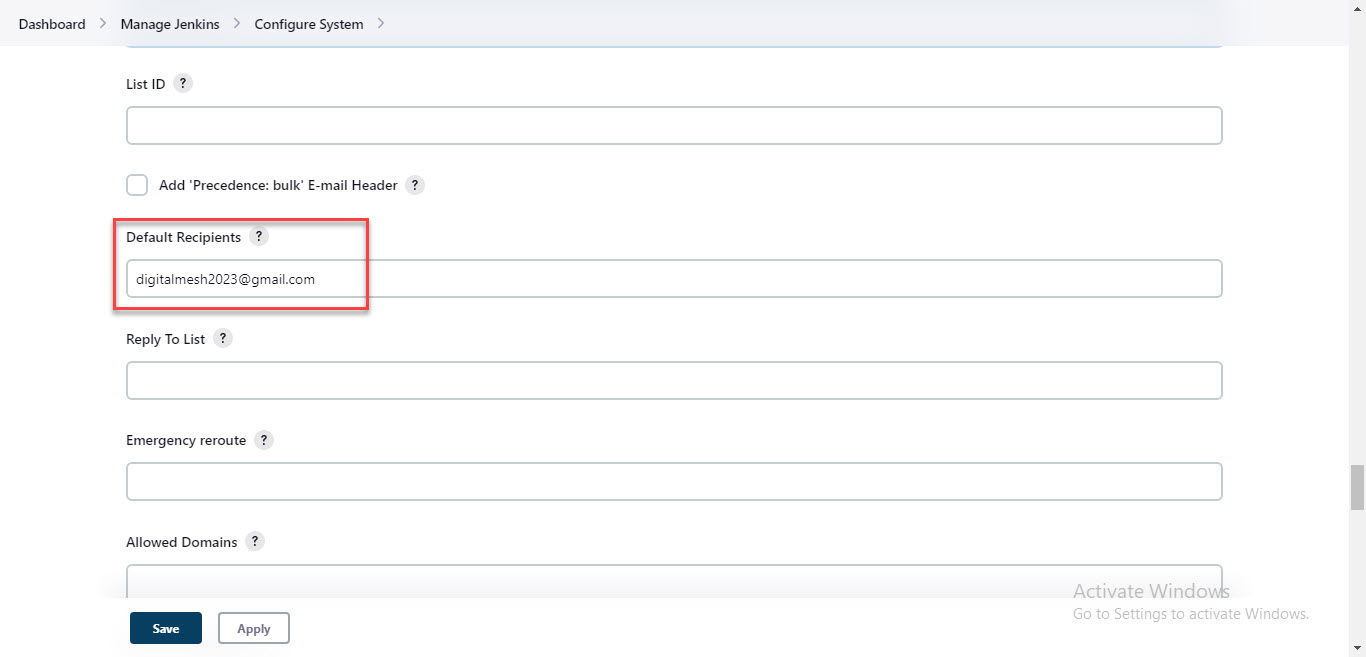 Dashboard > Manage Jenkins > Configure System >
List ID ?
Add 'Precedence: bulk' E-mail Header ?
Default Recipients ?
digitalmesh2023@gmail.com
Reply To List ?
Emergency reroute ?
Allowed Domains ?
Save Apply
Activate Windows
Go to Settings to activate Windows.